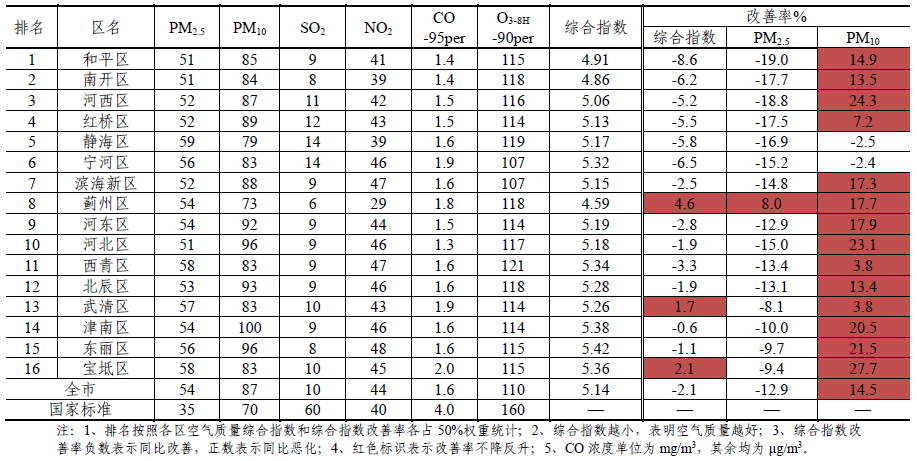 排名 区名 PM2.5 PM10 SO2 NO2 CO -95per O3-8H -90per 综合指数 改善率%
综合指数 PM2.5 PM10
1 和平区 51 85 9 41 1.4 115 4.91 -8.6 -19.0 14.9
2 南开区 51 84 8 39 1.4 118 4.86 -6.2 -17.7 13.5
3 河西区 52 87 11 42 1.5 116 5.06 -5.2 -18.8 24.3
4 红桥区 52 89 12 43 1.5 114 5.13 -5.5 -17.5 7.2
5 静海区 59 79 14 39 1.6 119 5.17 -5.8 -16.9 -2.5
6 宁河区 56 83 14 46 1.9 107 5.32 -6.5 -15.2 -2.4
7 滨海新区 52 88 9 47 1.6 107 5.15 -2.5 -14.8 17.3
8 蓟州区 54 73 6 29 1.8 118 4.59 4.6 8.0 17.7
9 河东区 54 92 9 44 1.5 114 5.19 -2.8 -12.9 17.9
10 河北区 51 96 9 46 1.3 117 5.18 -1.9 -15.0 23.1
11 西青区 58 83 9 47 1.6 121 5.34 -3.3 -13.4 3.8
12 北辰区 53 93 9 46 1.6 118 5.28 -1.9 -13.1 13.4
13 武清区 57 83 10 43 1.9 114 5.26 1.7 -8.1 3.8
14 津南区 54 100 9 46 1.6 114 5.38 -0.6 -10.0 20.5
15 东丽区 56 96 8 48 1.6 115 5.42 -1.1 -9.7 21.5
16 宝坻区 58 83 10 45 2.0 115 5.36 2.1 -9.4 27.7
全市 54 87 10 44 1.6 110 5.14 -2.1 -12.9 14.5
国家标准 35 70 60 40 4.0 160 — — — —
注：1、排名按照各区空气质量综合指数和综合指数改善率各占 50%权重统计；2、综合指数越小，表明空气质量越好；3、综合指数改
善率负数表示同比改善，正数表示同比恶化；4、红色标识表示改善率不降反升；5、CO 浓度单位为 mg/m³，其余均为 μg/m³。